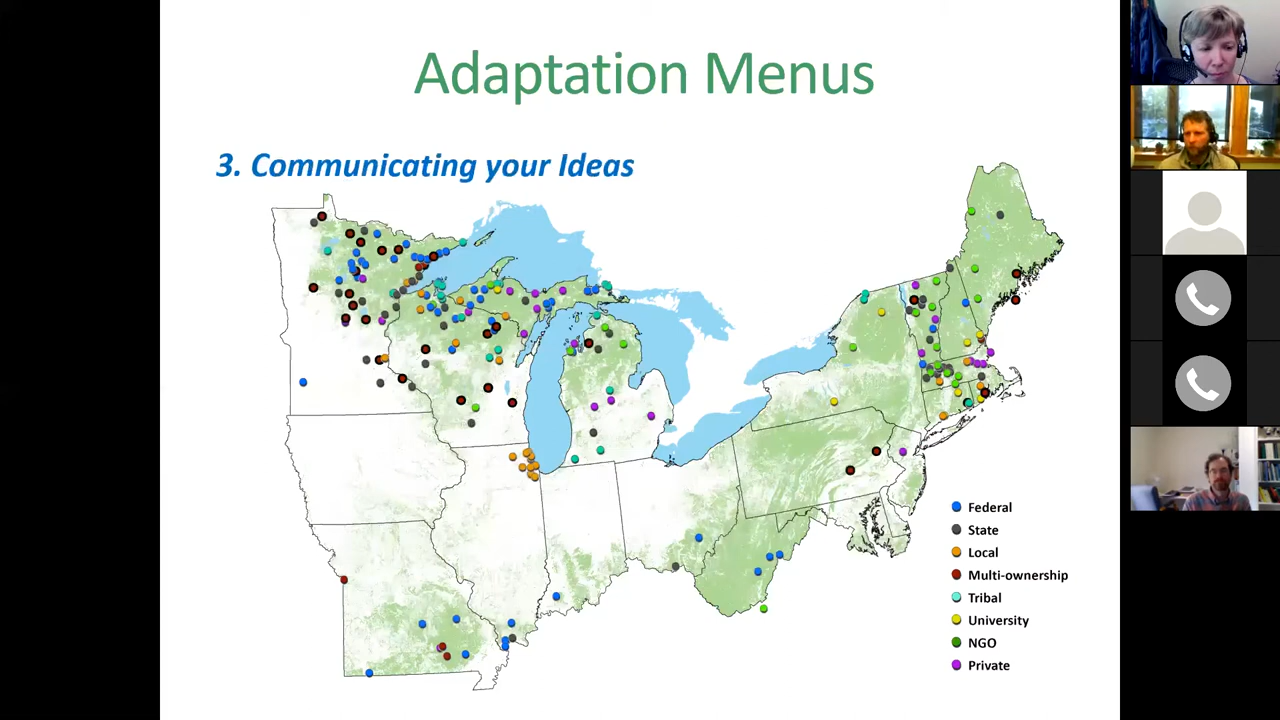 Adaptation Menus
3. Communicating your Ideas
Federal
State
Local
Multi-ownership
Tribal
University
NGO
Private